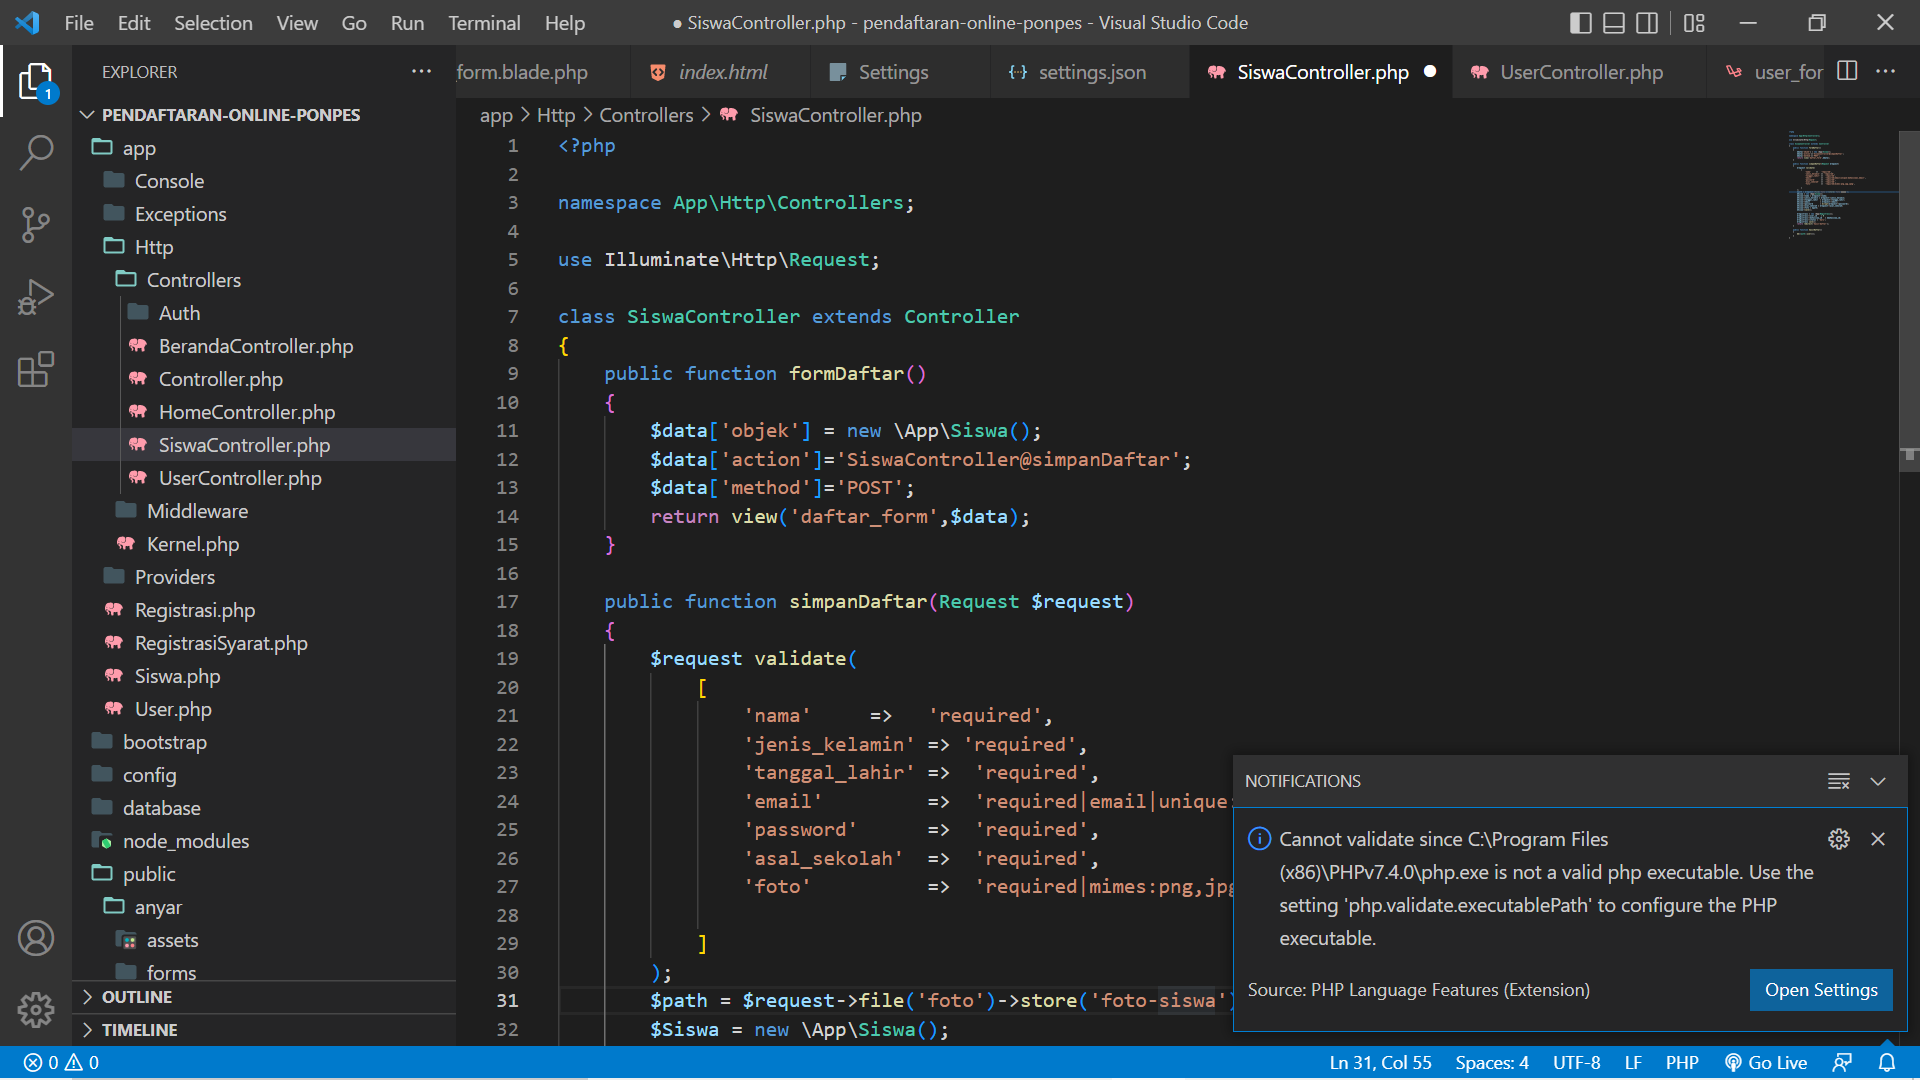 File Edit Selection View Go Run Terminal Help
● SiswaController.php - pendaftaran-online-ponpes - Visual Studio Code
EXPLORER
1
form.blade.php
index.html
Settings
settings.json
SiswaController.php ●
UserController.php
user_for
app > Http > Controllers > SiswaController.php
PENDAFTARAN-ONLINE-PONPES
app
Console
Exceptions
Http
Controllers
Auth
BerandaController.php
Controller.php
HomeController.php
SiswaController.php
UserController.php
Middleware
Kernel.php
Providers
Registrasi.php
RegistrasiSyarat.php
Siswa.php
User.php
bootstrap
config
database
node_modules
public
anyar
assets
forms
OUTLINE
TIMELINE
1 <?php
2
3 namespace App\Http\Controllers;
4
5 use Illuminate\Http\Request;
6
7 class SiswaController extends Controller
8 {
9 public function formDaftar()
10 {
11 $data['objek'] = new \App\Siswa();
12 $data['action']='SiswaController@simpanDaftar';
13 $data['method']='POST';
14 return view('daftar_form',$data);
15 }
16
17 public function simpanDaftar(Request $request)
18 {
19 $request validate(
20 [
21 'nama' => 'required',
22 'jenis_kelamin' => 'required',
23 'tanggal_lahir' => 'required',
24 'email' => 'required|email|unique:
25 'password' => 'required',
26 'asal_sekolah' => 'required',
27 'foto' => 'required|mimes:png,jpg
28
29 ]
30 );
31 $path = $request->file('foto')->store('foto-siswa')
32 $Siswa = new \App\Siswa();
NOTIFICATIONS
Cannot validate since C:\Program Files
(x86)\PHPv7.4.0\php.exe is not a valid php executable. Use the
setting 'php.validate.executablePath' to configure the PHP
executable.
Source: PHP Language Features (Extension)
Open Settings
0 0
Ln 31, Col 55 Spaces: 4 UTF-8 LF PHP Go Live